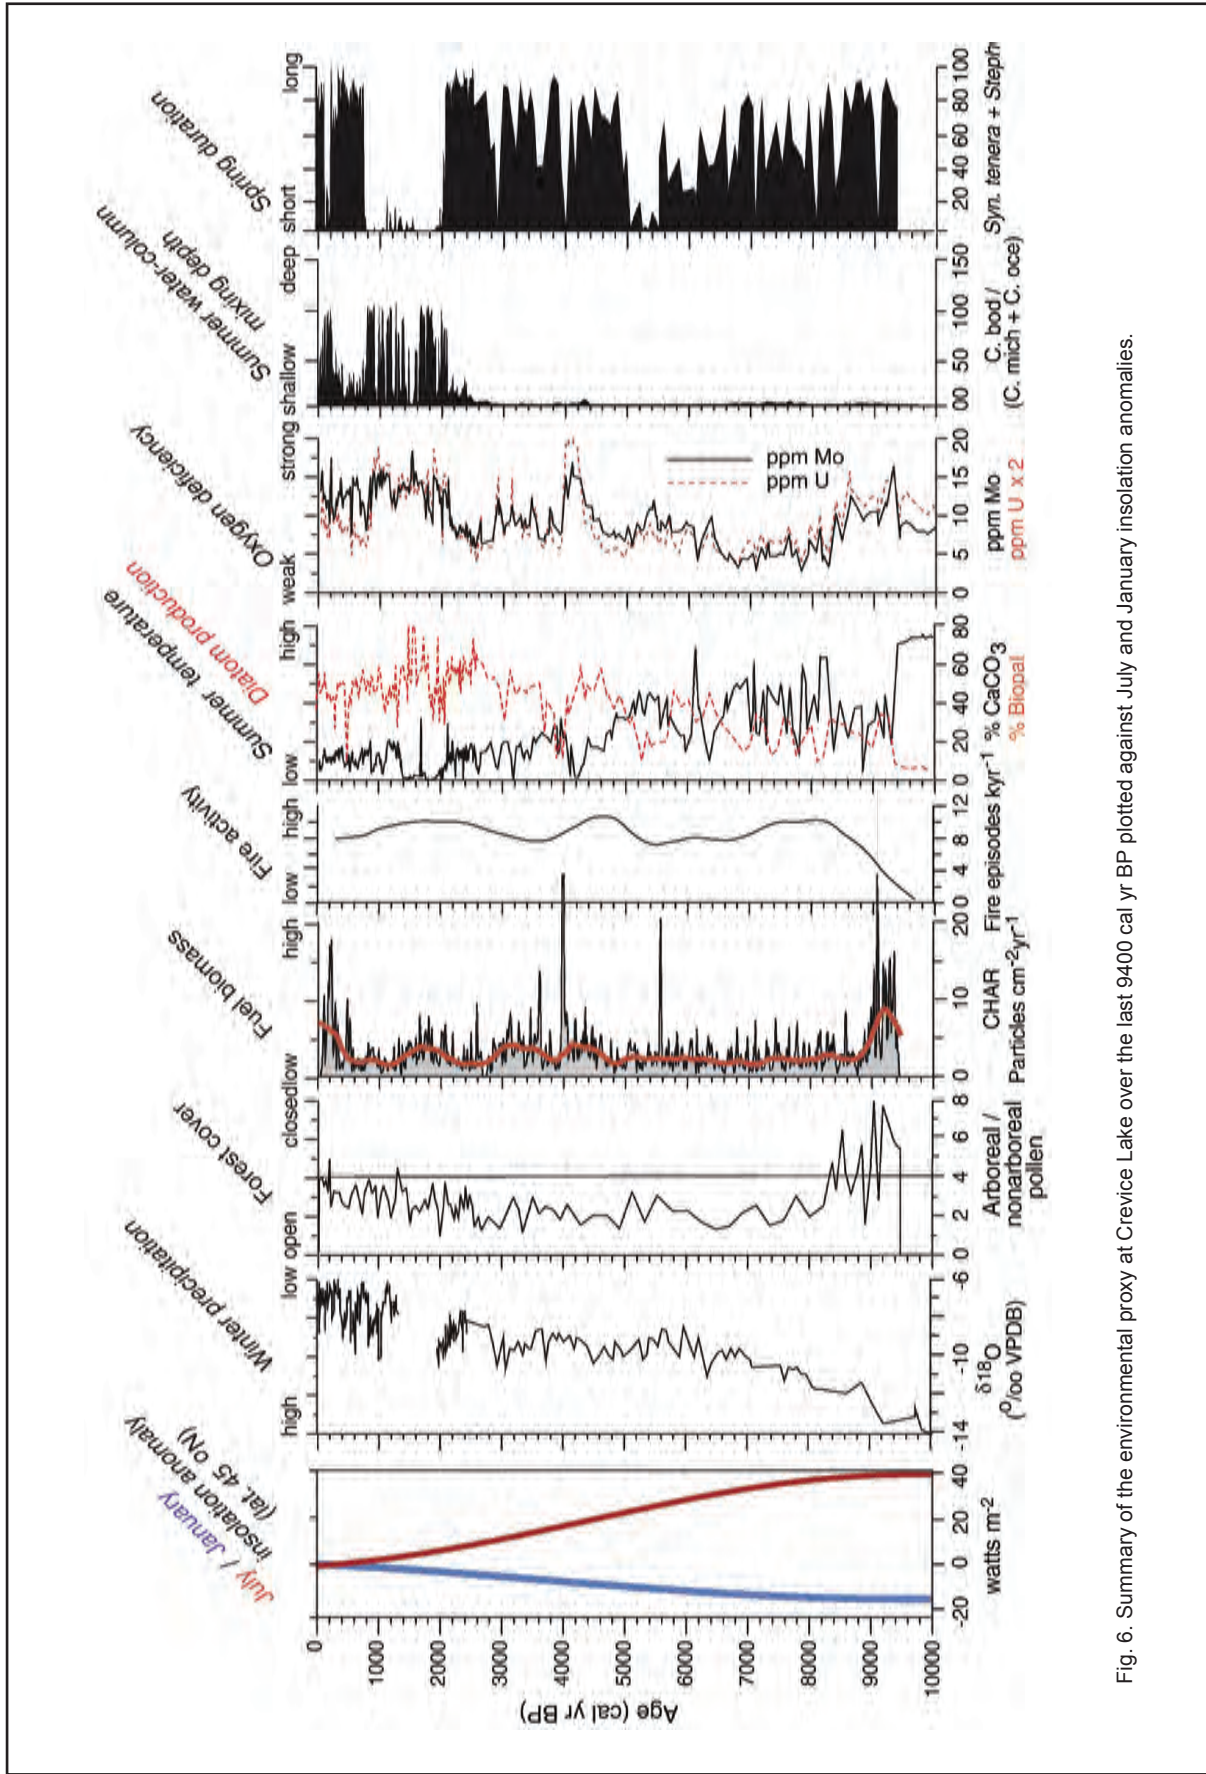 July / January
insolation anomaly
(lat. 45 oN)
Winter precipitation
Forest cover
Fuel biomass
Fire activity
Summer temperature
Diatom production
Oxygen deficiency
Summer water-column
mixing depth
Spring duration
high
low
open
closed
low
high
low
high
low
high
weak
strong
shallow
deep
short
long
Age (cal yr BP)
0
1000
2000
3000
4000
5000
6000
7000
8000
9000
10000
-20
0
20
40
watts m-2
-14
-10
-6
δ18O
(o/oo VPDB)
0
2
4
6
8
Arboreal /
nonarboreal
pollen
0
10
20
CHAR
Particles cm-2yr-1
0
4
8
12
Fire episodes kyr-1
0
20
40
60
80
% CaCO3
% Biopal
0
5
10
15
20
ppm Mo
ppm U x 2
ppm Mo
ppm U
00
50
100
150
C. bod /
(C. mich + C. oce)
0
20
40
60
80
100
Syn. tenera + Steph
Fig. 6. Summary of the environmental proxy at Crevice Lake over the last 9400 cal yr BP plotted against July and January insolation anomalies.